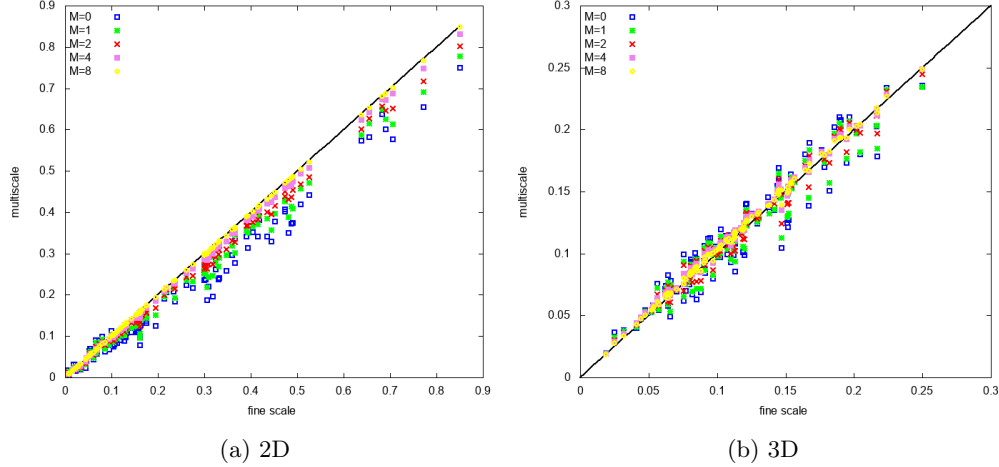 0.9
0.8
0.7
0.6
0.5
0.4
0.3
0.2
0.1
0
multiscale
M=0
M=1
M=2
M=4
M=8
0 0.1 0.2 0.3 0.4 0.5 0.6 0.7 0.8 0.9
fine scale
(a) 2D
0.3
0.25
0.2
0.15
0.1
0.05
0
multiscale
M=0
M=1
M=2
M=4
M=8
0 0.05 0.1 0.15 0.2 0.25 0.3
fine scale
(b) 3D